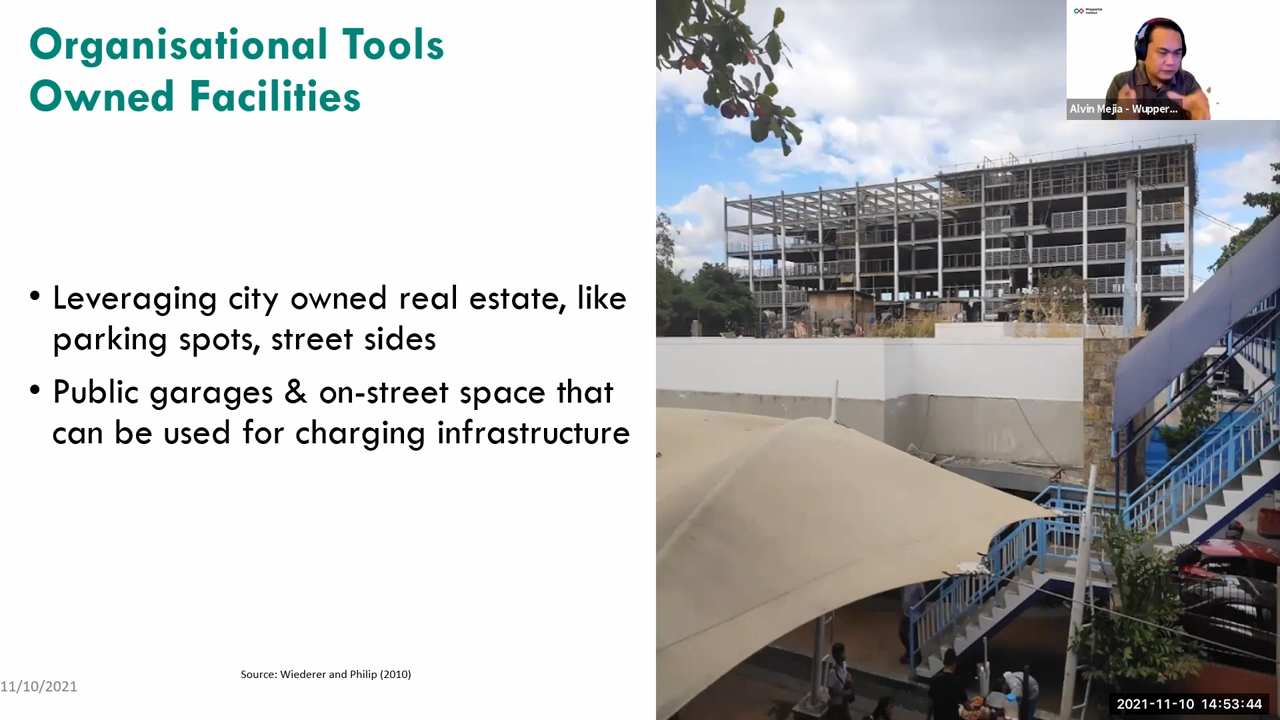 Organisational Tools
Owned Facilities
• Leveraging city owned real estate, like
parking spots, street sides
• Public garages & on-street space that
can be used for charging infrastructure
Source: Wiederer and Philip (2010)
11/10/2021
Wuppertal
Institut
Alvin Mejia - Wupper...
2021-11-10 14:53:44